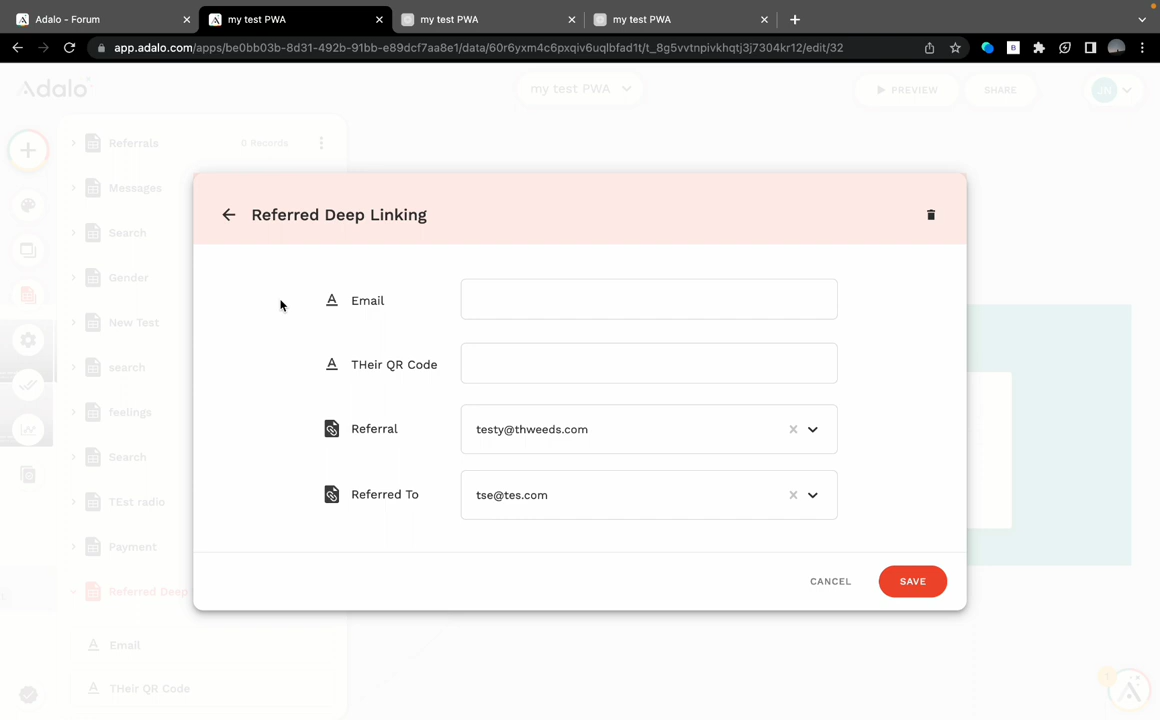 Adalo - Forum
my test PWA
my test PWA
my test PWA
app.adalo.com/apps/be0bb03b-8d31-492b-91bb-e89dcf7aa8e1/data/60r6yxm4c6pxqiv6uqlbfad1t/t_8g5vvtnpivkhqtj3j7304kr12/edit/32
Adalo
my test PWA
PREVIEW
SHARE
JN
Referrals
0 Records
Messages
Search
Gender
New Test
search
feelings
Search
TEst radio
Payment
Referred Deep
Email
THeir QR Code
Referred Deep Linking
Email
THeir QR Code
Referral
testy@thweeds.com
Referred To
tse@tes.com
CANCEL
SAVE